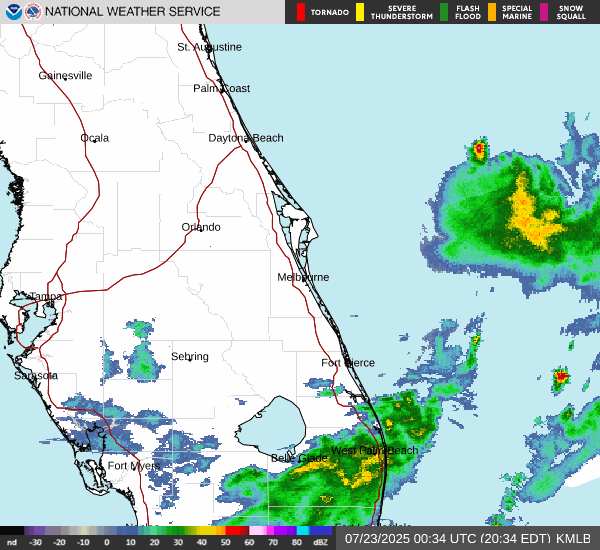 NATIONAL WEATHER SERVICE
TORNADO
SEVERE THUNDERSTORM
FLASH FLOOD
SPECIAL MARINE
SNOW SQUALL
St. Augustine
Gainesville
Palm Coast
Ocala
Daytona Beach
Orlando
Melbourne
Tampa
Sebring
Fort Pierce
Sarasota
West Palm Beach
Belle Glade
Fort Myers
nd -30 -20 -10 0 10 20 30 40 50 60 70 80 dBZ
07/23/2025 00:34 UTC (20:34 EDT) KMLB